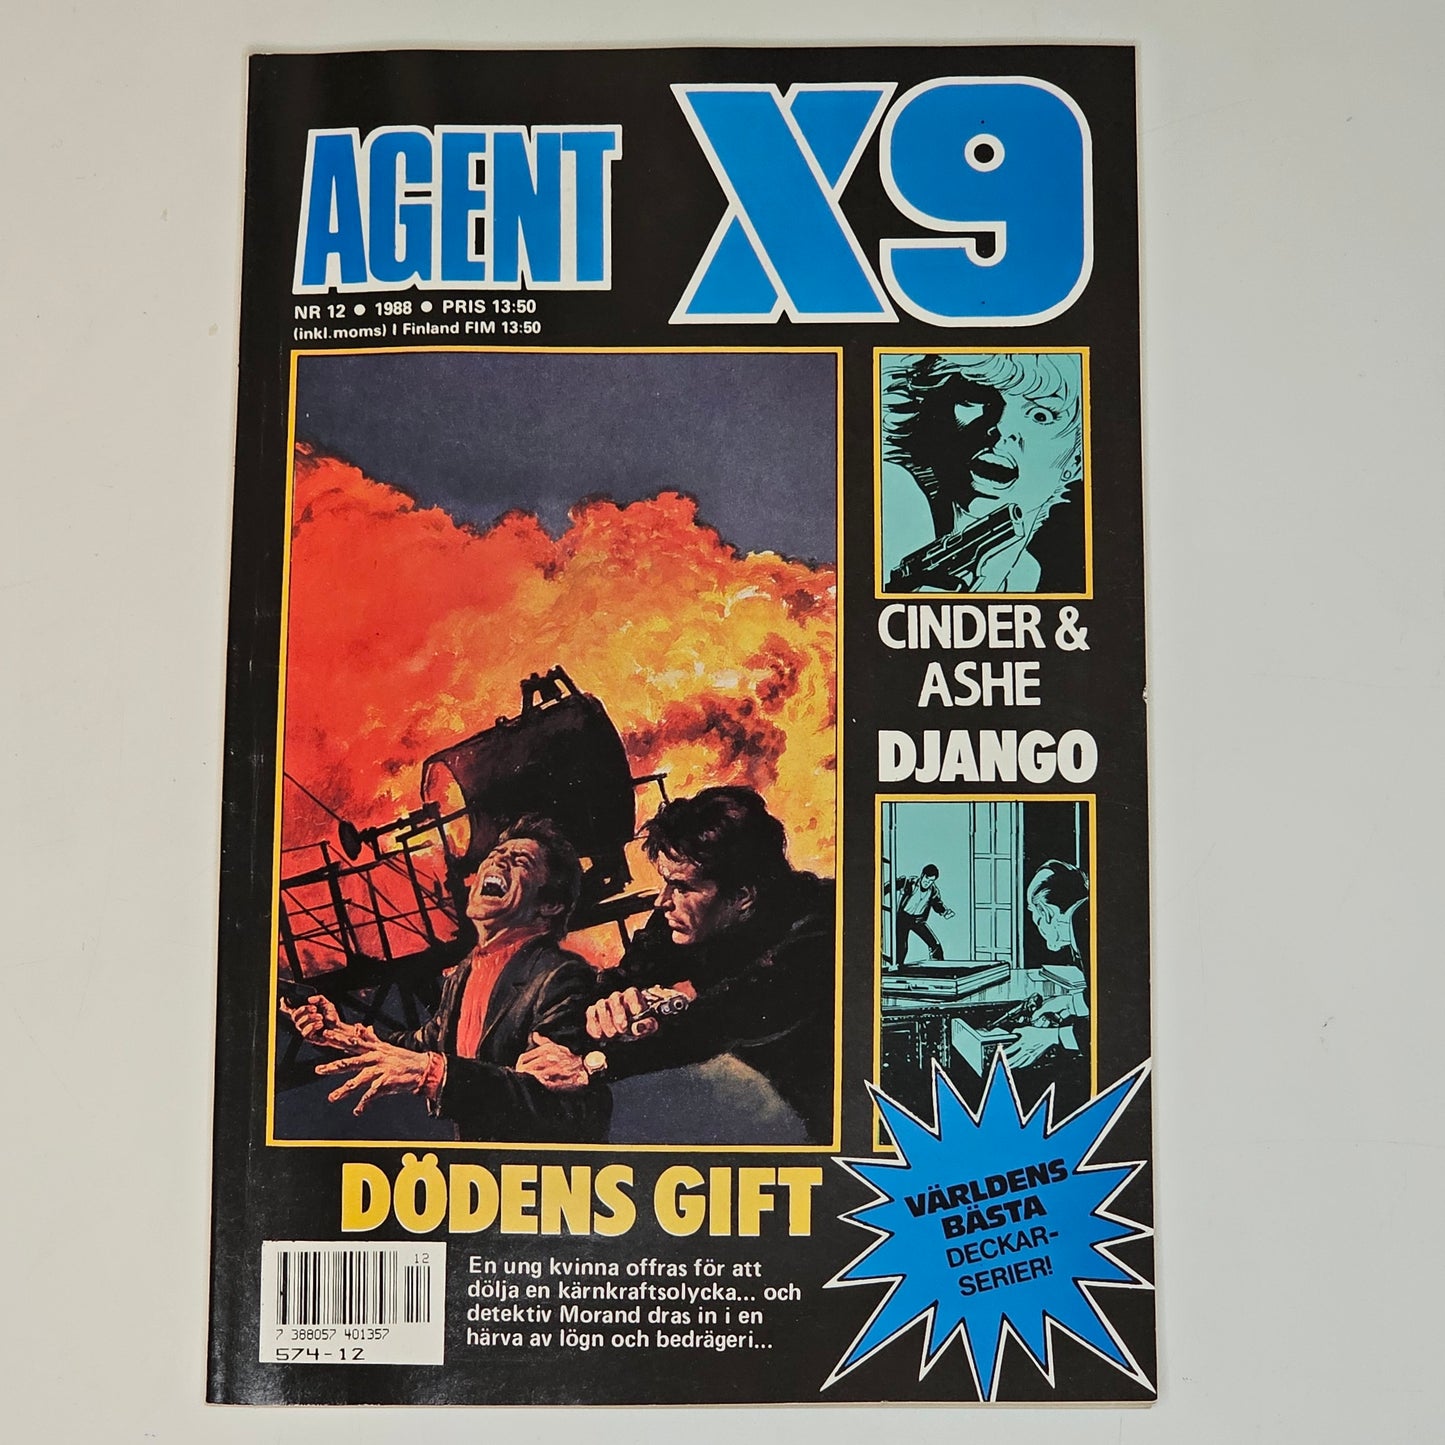 AGENT X9
NR 12 ● 1988 ● PRIS 13:50
(inkl.moms) I Finland FIM 13:50
CINDER &
ASHE
DJANGO
DÖDENS GIFT
En ung kvinna offras för att
dölja en kärnkraftsolycka... och
detektiv Morand dras in i en
härva av lögn och bedrägeri...
VÄRLDENS
BÄSTA
DECKAR-
SERIER!
12
7 388057 401357
574-12